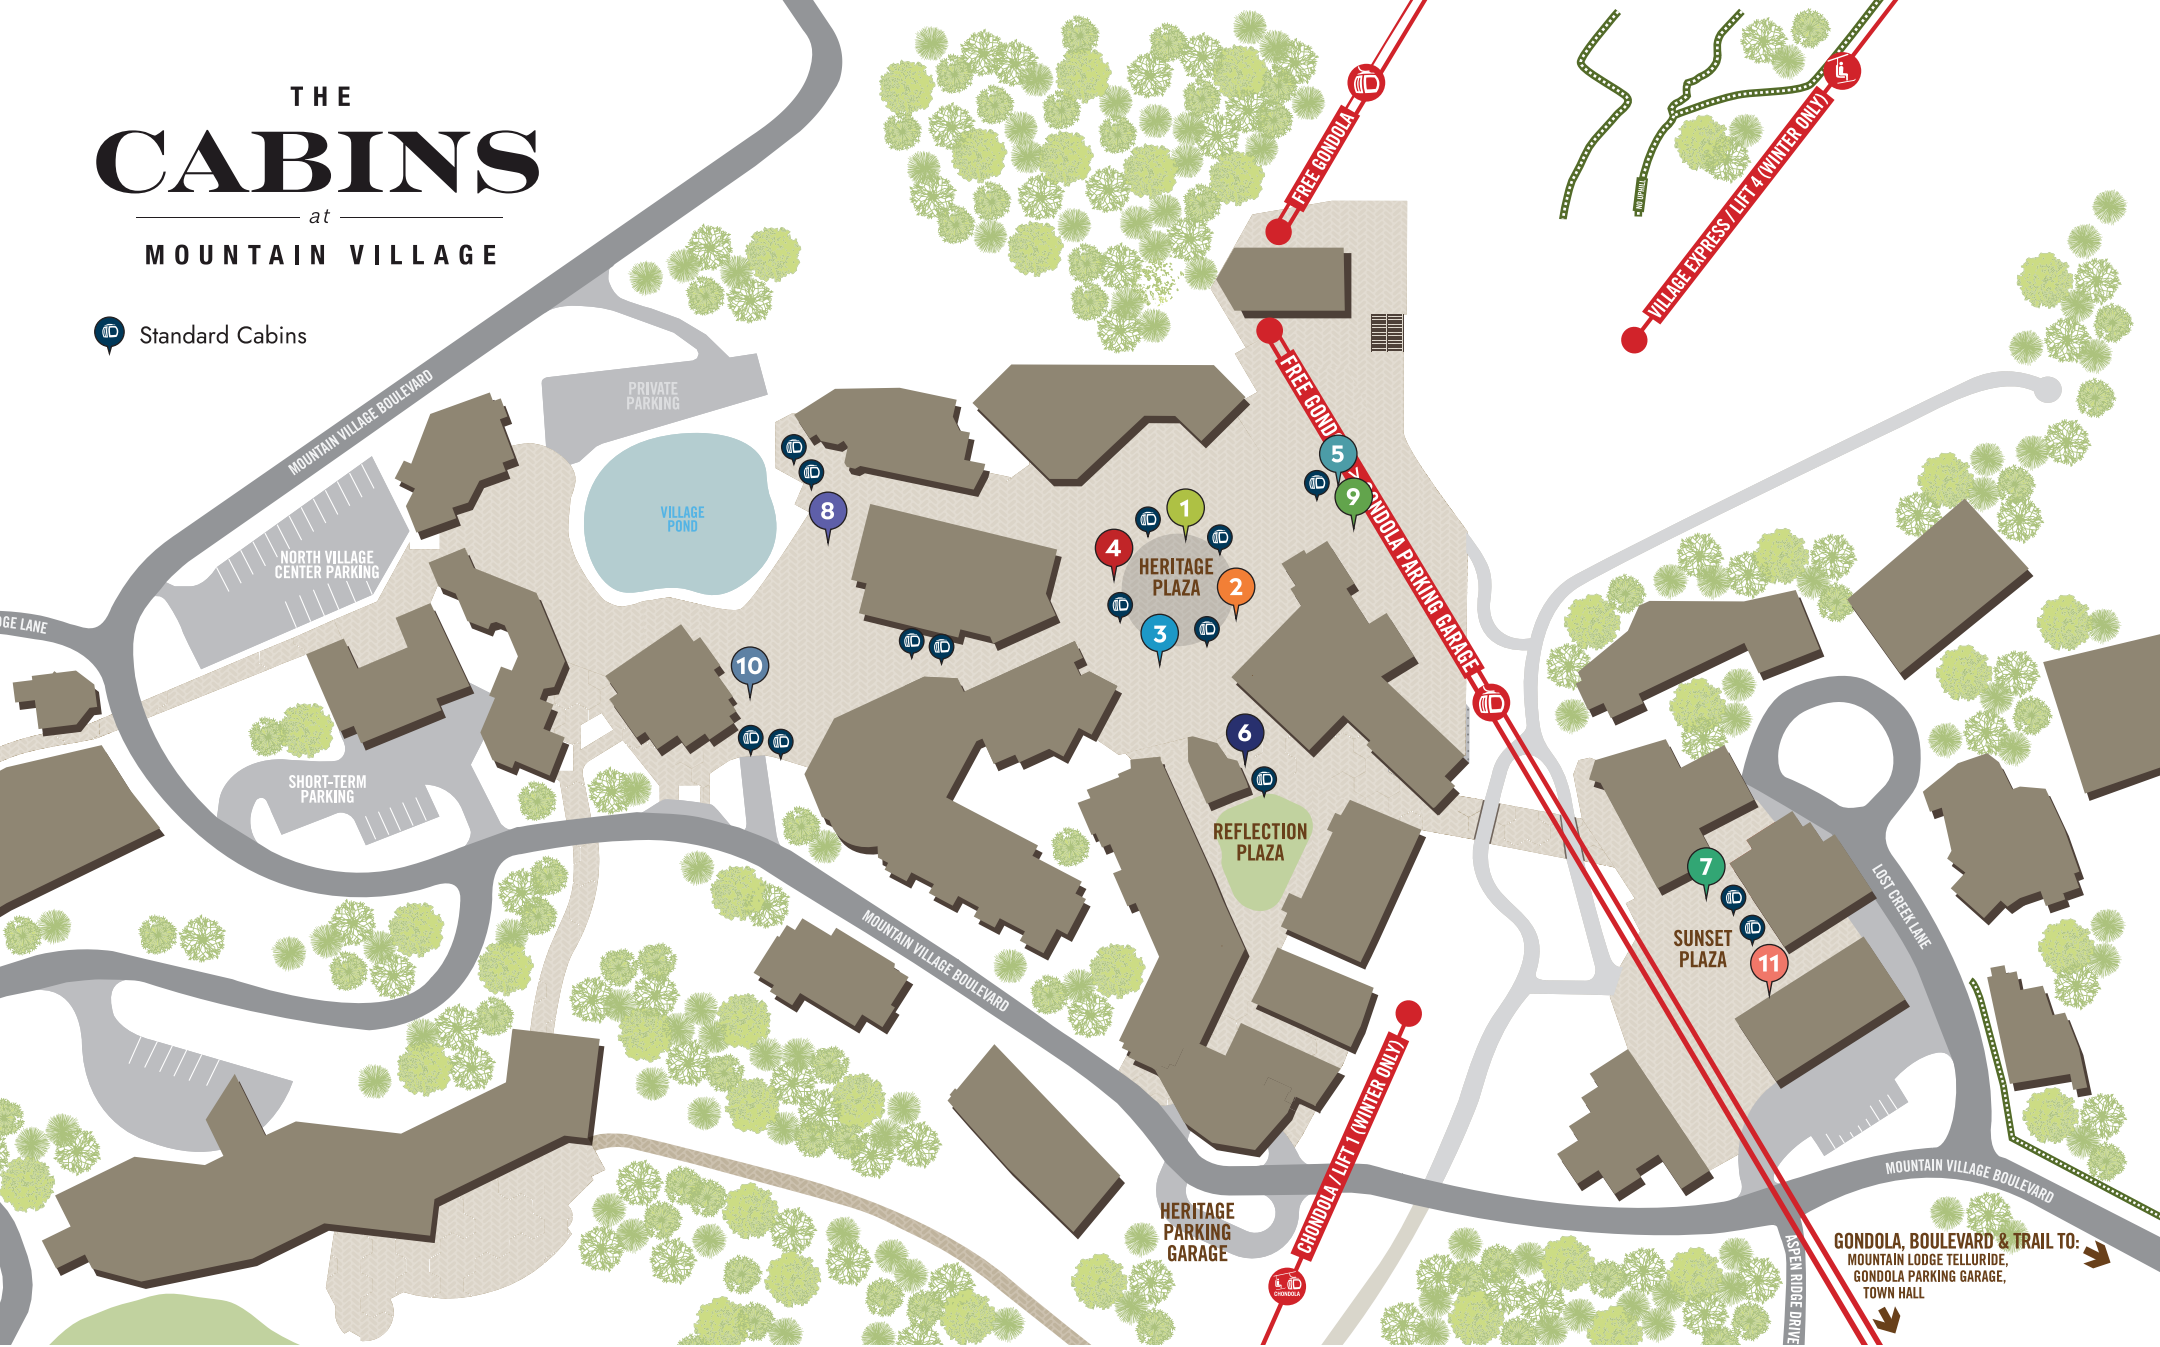 THE
CABINS
at
MOUNTAIN VILLAGE
Standard Cabins
FREE GONDOLA
NO UPHILL
VILLAGE EXPRESS / LIFT 4 (WINTER ONLY)
MOUNTAIN VILLAGE BOULEVARD
PRIVATE
PARKING
VILLAGE
POND
NORTH VILLAGE
CENTER PARKING
8
5
9
1
4
2
3
HERITAGE
PLAZA
GONDOLA PARKING GARAGE
10
6
SHORT-TERM
PARKING
REFLECTION
PLAZA
7
SUNSET
PLAZA
11
LOST CREEK LANE
MOUNTAIN VILLAGE BOULEVARD
CHONDOLA / LIFT 1 (WINTER ONLY)
CHONDOLA
HERITAGE
PARKING
GARAGE
MOUNTAIN VILLAGE BOULEVARD
ASPEN RIDGE DRIVE
GONDOLA, BOULEVARD & TRAIL TO:
MOUNTAIN LODGE TELLURIDE,
GONDOLA PARKING GARAGE,
TOWN HALL